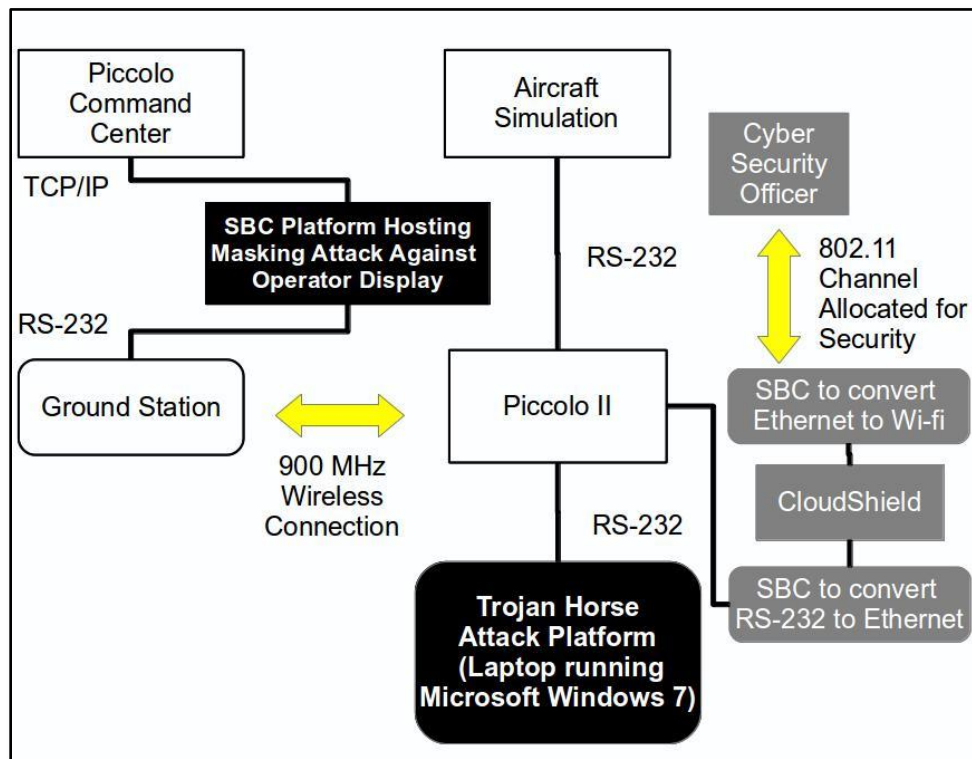 Piccolo
Command
Center
TCP/IP
SBC Platform Hosting
Masking Attack Against
Operator Display
RS-232
Ground Station
900 MHz
Wireless
Connection
Aircraft
Simulation
RS-232
Piccolo II
RS-232
Trojan Horse
Attack Platform
(Laptop running
Microsoft Windows 7)
Cyber
Security
Officer
802.11
Channel
Allocated for
Security
SBC to convert
Ethernet to Wi-fi
CloudShield
SBC to convert
RS-232 to Ethernet